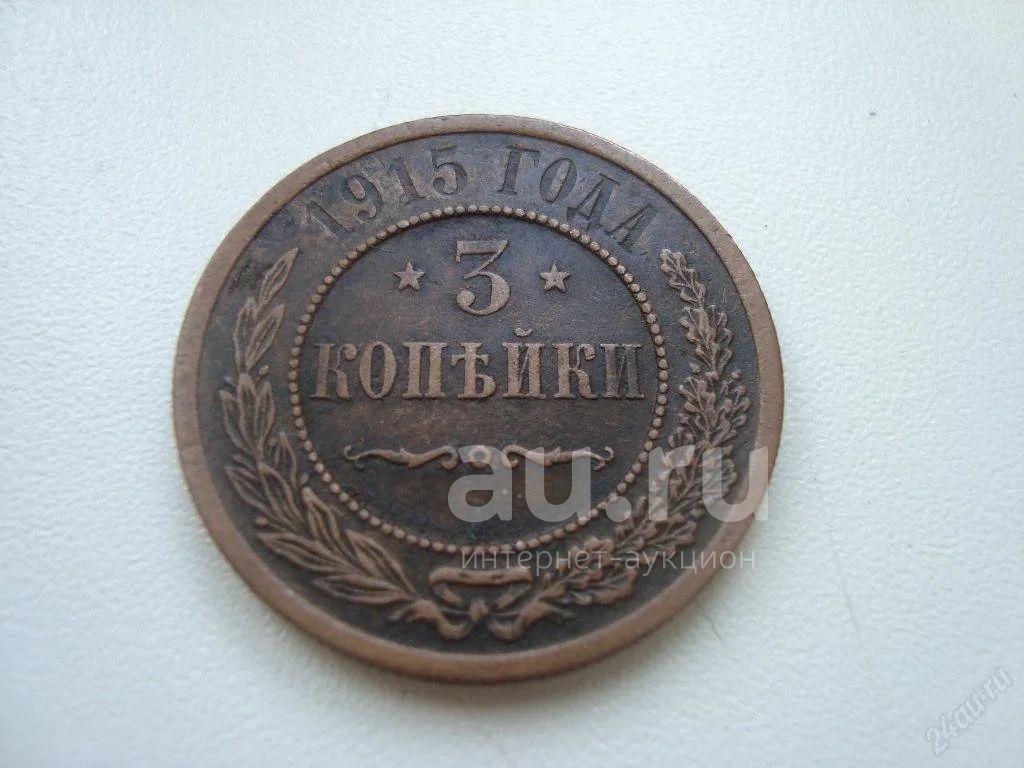 1915 ГОДА
3
КОПѢЙКИ
au.ru
интернет-аукцион
24au.ru